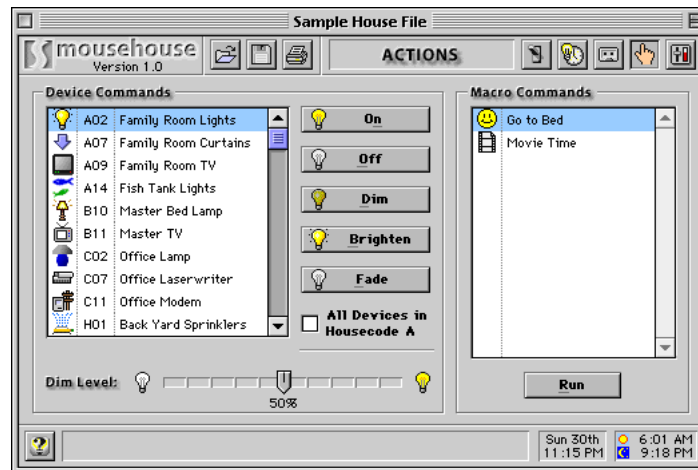 Sample House File
mousehouse
Version 1.0
ACTIONS
Device Commands
A02 Family Room Lights
A07 Family Room Curtains
A09 Family Room TV
A14 Fish Tank Lights
B10 Master Bed Lamp
B11 Master TV
C02 Office Lamp
C07 Office Laserwriter
C11 Office Modem
H01 Back Yard Sprinklers
On
Off
Dim
Brighten
Fade
All Devices in
Housecode A
Dim Level:
50%
Macro Commands
Go to Bed
Movie Time
Run
?
Sun 30th
11:15 PM
6:01 AM
9:18 PM